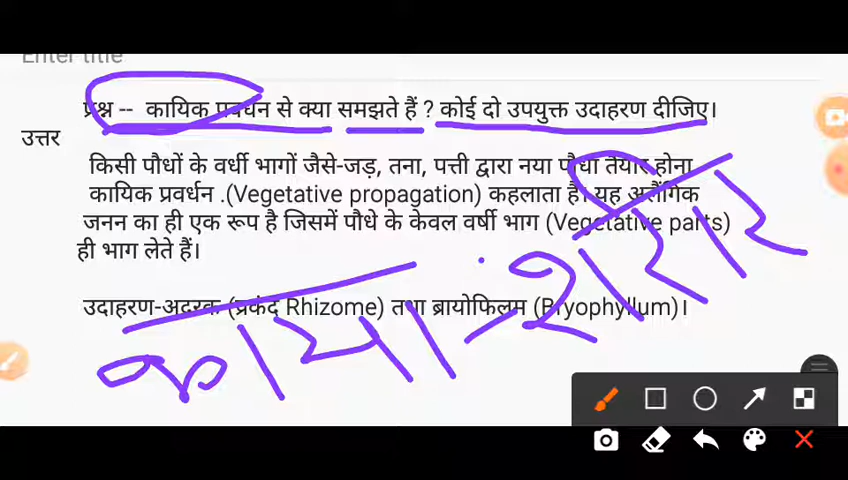 Enter title
प्रश्न -- कायिक प्रवर्धन से क्या समझते हैं ? कोई दो उपयुक्त उदाहरण दीजिए।
उत्तर
किसी पौधों के वर्धी भागों जैसे-जड़, तना, पत्ती द्वारा नया पौधा तैयार होना
कायिक प्रवर्धन .(Vegetative propagation) कहलाता है। यह अलैंगिक
जनन का ही एक रूप है जिसमें पौधे के केवल वर्षी भाग (Vegetative parts)
ही भाग लेते हैं।
उदाहरण-अदरक (प्रकंद Rhizome) तथा ब्रायोफिलम (Bryophyllum)।
काया - शरीर